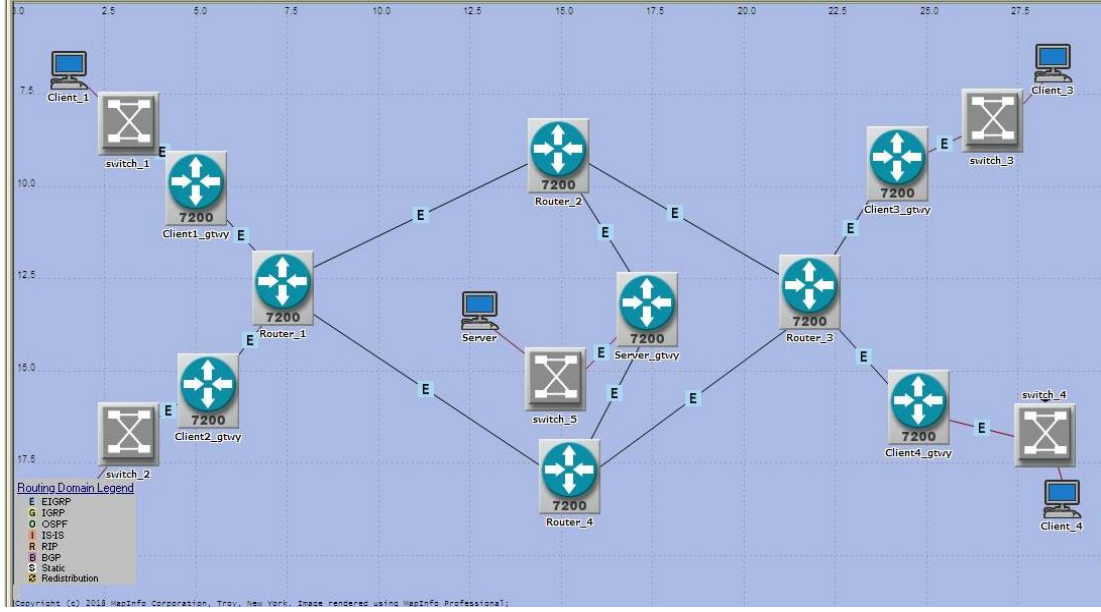 0.0 2.5 5.0 7.5 10.0 12.5 15.0 17.5 20.0 22.5 25.0 27.5
Client_1
Client_3
7.5
switch_1
switch_3
E
E
7200
Router_2
10.0
7200
Client1_gtwy
7200
Client3_gtwy
E
E
E
E
E
12.5
7200
Router_1
Server
7200
Server_gtwy
7200
Router_3
E
E
E
15.0
switch_5
E
E
E
E
switch_4
7200
Client2_gtwy
E
7200
Client4_gtwy
E
17.5
switch_2
7200
Router_4
Client_4
Routing Domain Legend
E EIGRP
G IGRP
O OSPF
I IS-IS
R RIP
B BGP
S Static
Redistribution
Copyright (c) 2018 MapInfo Corporation, Troy, New York. Image rendered using MapInfo Professional;